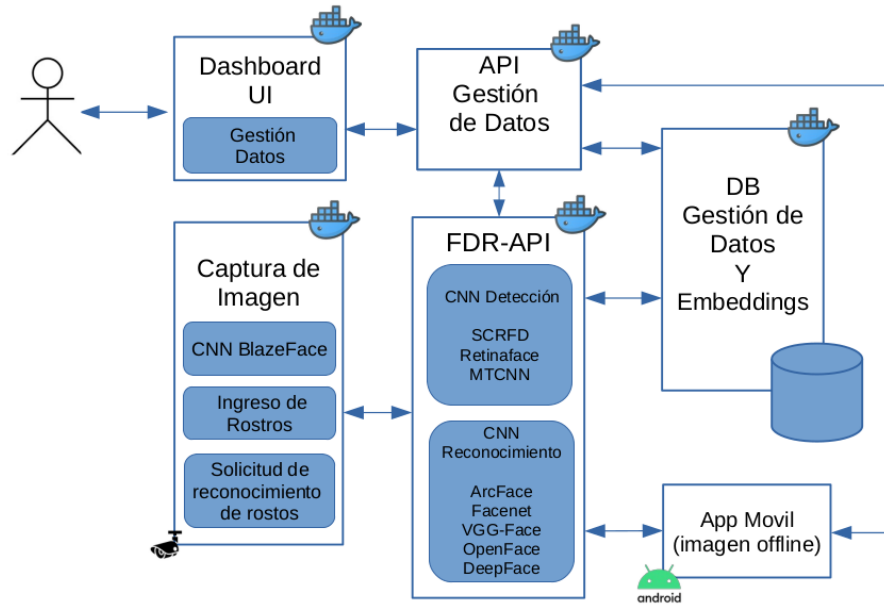 Dashboard
UI
Gestión
Datos
API
Gestión
de Datos
DB
Gestión de
Datos
Y
Embeddings
Captura de
Imagen
CNN BlazeFace
Ingreso de
Rostros
Solicitud de
reconocimiento
de rostos
FDR-API
CNN Detección
SCRFD
Retinaface
MTCNN
CNN
Reconocimiento
ArcFace
Facenet
VGG-Face
OpenFace
DeepFace
App Movil
(imagen offline)
android